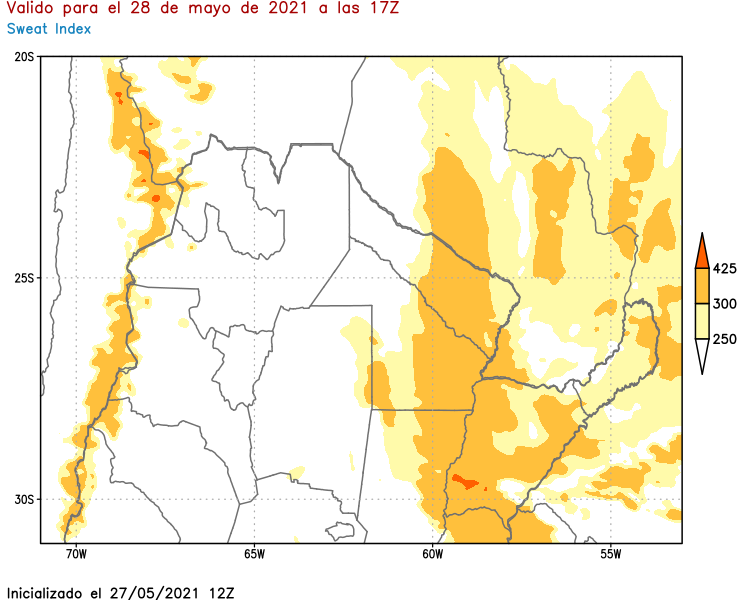 Valido para el 28 de mayo de 2021 a las 17Z
Sweat Index
20S
25S
30S
70W
65W
60W
55W
425
300
250
Inicializado el 27/05/2021 12Z